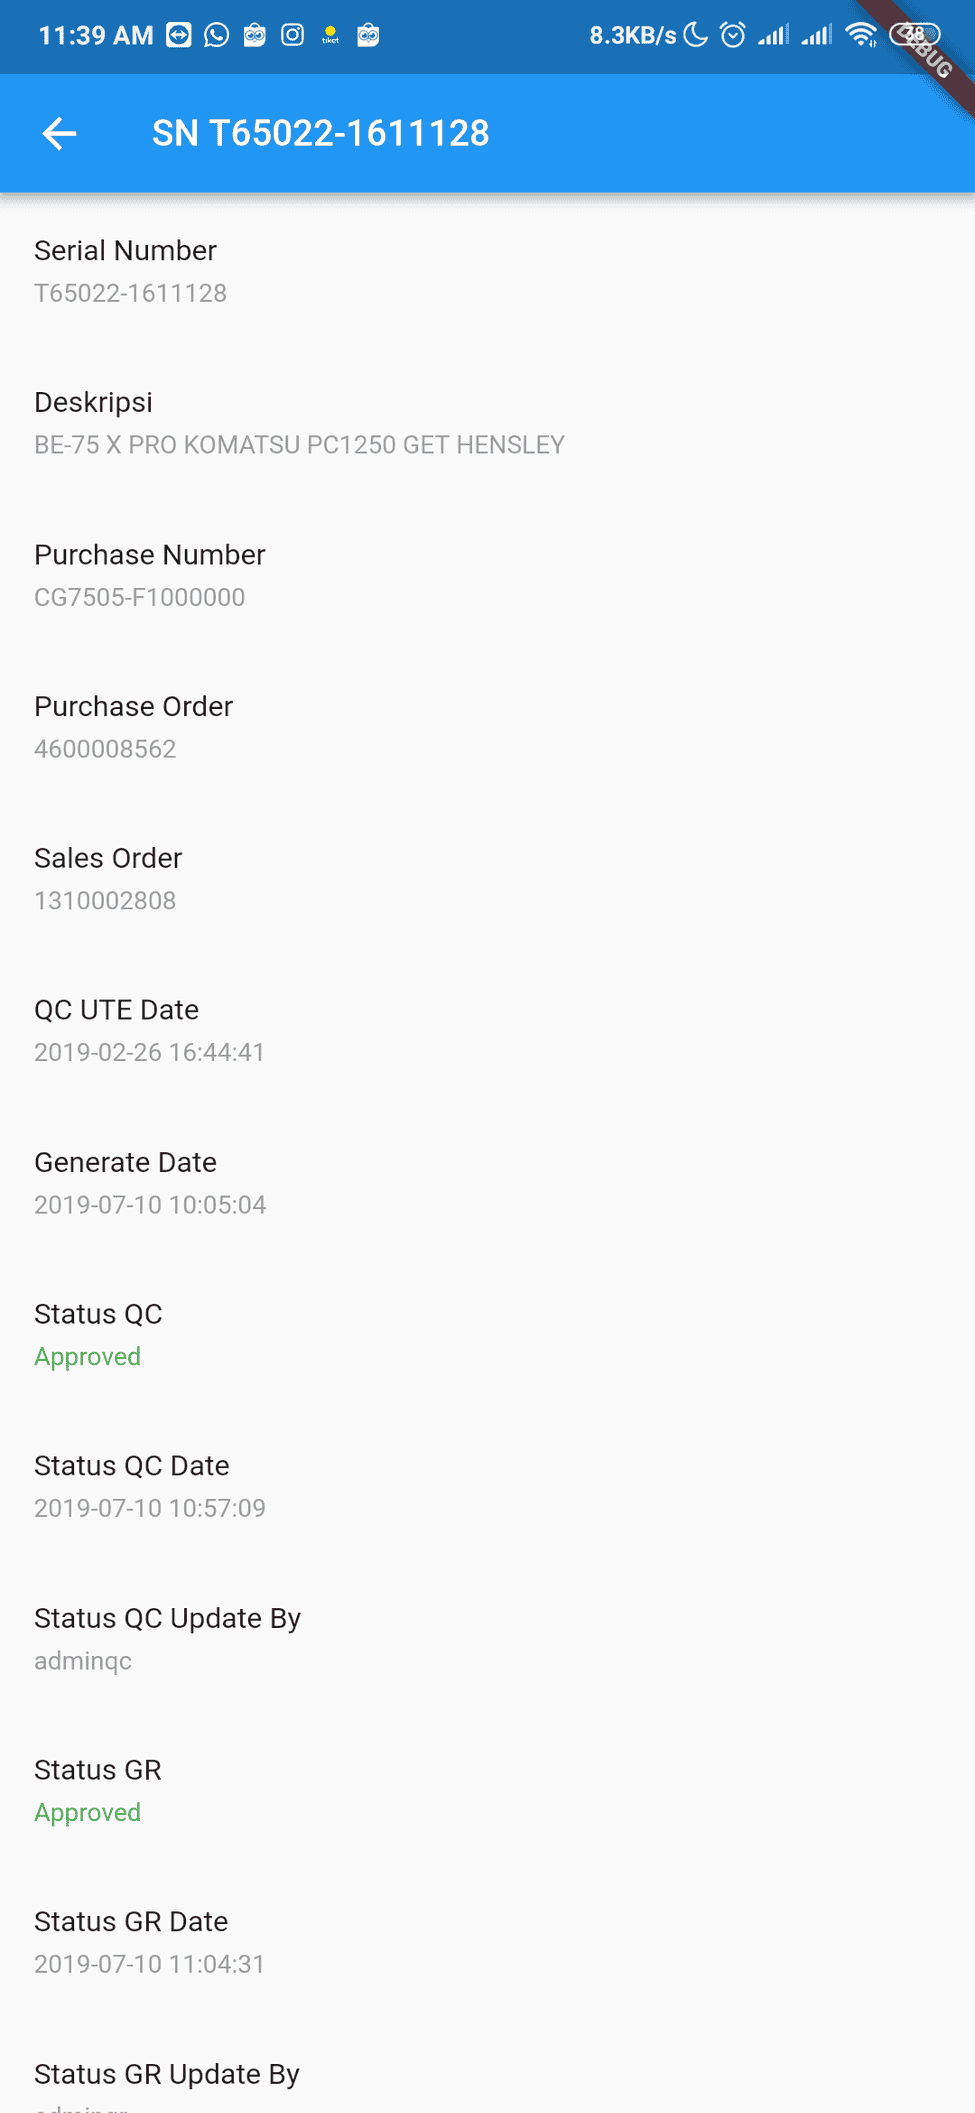 11:39 AM tiket 8.3KB/s 38
DEBUG
SN T65022-1611128
Serial Number
T65022-1611128
Deskripsi
BE-75 X PRO KOMATSU PC1250 GET HENSLEY
Purchase Number
CG7505-F1000000
Purchase Order
4600008562
Sales Order
1310002808
QC UTE Date
2019-02-26 16:44:41
Generate Date
2019-07-10 10:05:04
Status QC
Approved
Status QC Date
2019-07-10 10:57:09
Status QC Update By
adminqc
Status GR
Approved
Status GR Date
2019-07-10 11:04:31
Status GR Update By